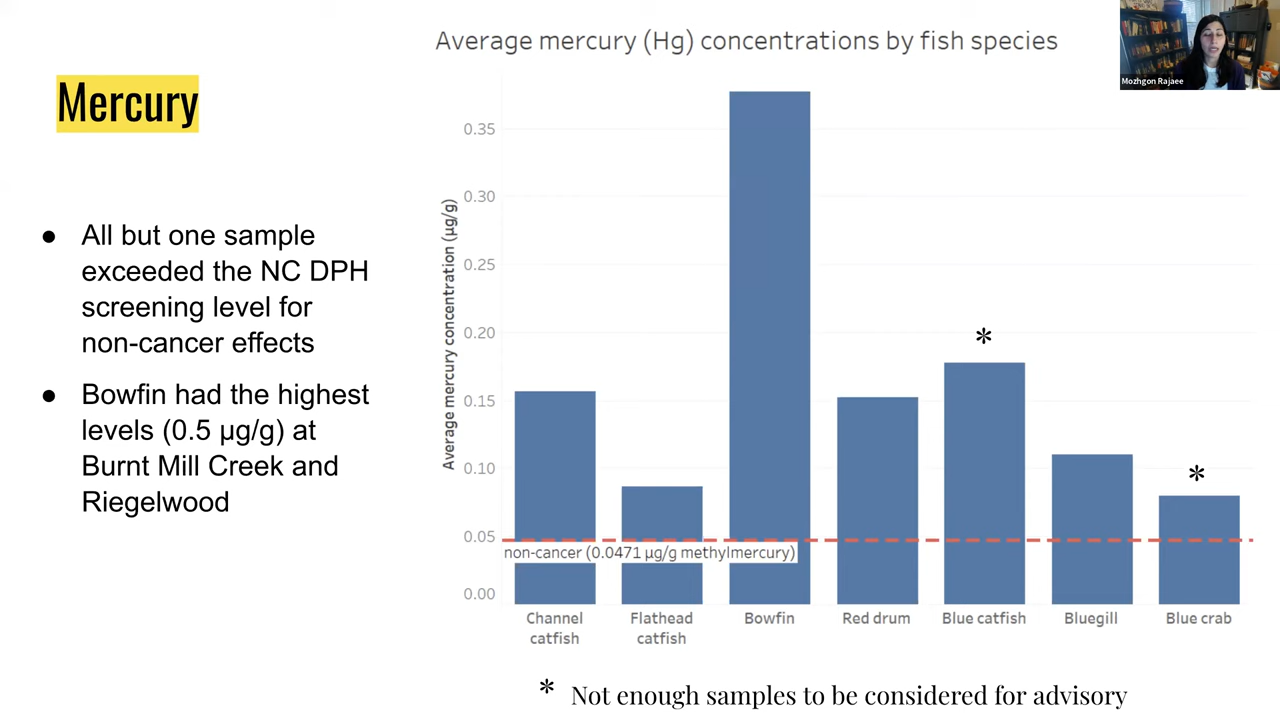 Average mercury (Hg) concentrations by fish species
Mozhgon Rajaee
Mercury
● All but one sample
exceeded the NC DPH
screening level for
non-cancer effects
● Bowfin had the highest
levels (0.5 µg/g) at
Burnt Mill Creek and
Riegelwood
Average mercury concentration (µg/g)
0.35
0.30
0.25
0.20
0.15
0.10
0.05
0.00
*
*
non-cancer (0.0471 µg/g methylmercury)
Channel
catfish
Flathead
catfish
Bowfin
Red drum
Blue catfish
Bluegill
Blue crab
* Not enough samples to be considered for advisory